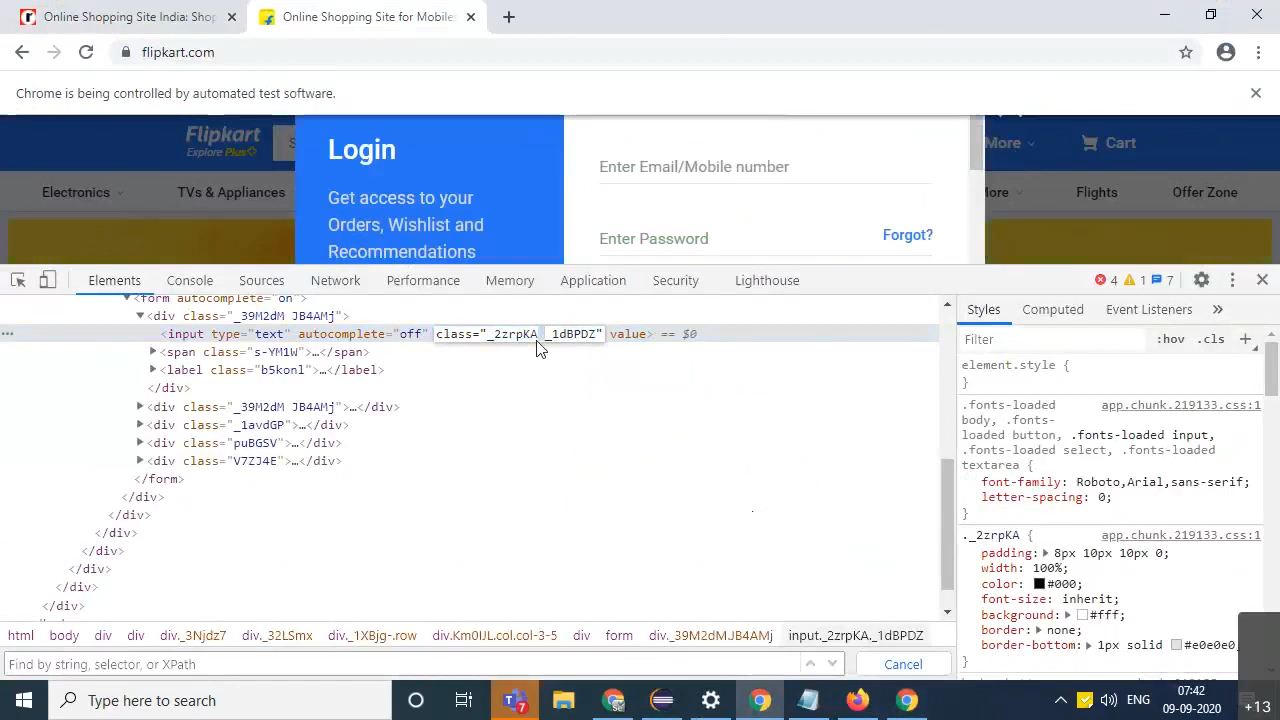 Online Shopping Site India: Shop
Online Shopping Site for Mobiles
flipkart.com
Chrome is being controlled by automated test software.
Flipkart
Explore Plus
Login
Get access to your
Orders, Wishlist and
Recommendations
Enter Email/Mobile number
Enter Password
Forgot?
More
Cart
Electronics
TVs & Appliances
More
Flights
Offer Zone
Elements Console Sources Network Performance Memory Application Security Lighthouse
4 1 7
<form autocomplete="on">
<div class="_39M2dM JB4AMj">
<input type="text" autocomplete="off" class="_2zrpKA _1dBPDZ" value> == $0
<span class="s-YM1W">…</span>
<label class="b5konl">…</label>
</div>
<div class="_39M2dM JB4AMj">…</div>
<div class="_1avdGP">…</div>
<div class="puBGSV">…</div>
<div class="V7ZJ4E">…</div>
</form>
</div>
</div>
</div>
</div>
</div>
</div>
</div>
html body div div div._3Njdz7 div._32LSmx div._1XBjg-.row div.Km0IJL.col.col-3-5 div form div._39M2dM.JB4AMj input._2zrpKA._1dBPDZ
Find by string, selector, or XPath
Cancel
Styles Computed Event Listeners »
Filter :hov .cls +
element.style {
}
.fonts-loaded app.chunk.219133.css:1
body, .fonts-
loaded button, .fonts-loaded input,
.fonts-loaded select, .fonts-loaded
textarea {
font-family: Roboto,Arial,sans-serif;
letter-spacing: 0;
}
._2zrpKA { app.chunk.219133.css:1
padding: 8px 10px 10px 0;
width: 100%;
color: #000;
font-size: inherit;
background: #fff;
border: none;
border-bottom: 1px solid #e0e0e0
}
Type here to search
7
ENG
07:42
09-09-2020
+13